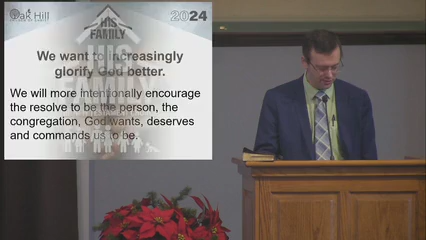 Oak Hill
2024
HIS
FAMILY
We want to increasingly
glorify God better.
We will more intentionally encourage
the resolve to be the person, the
congregation, God wants, deserves
and commands us to be.